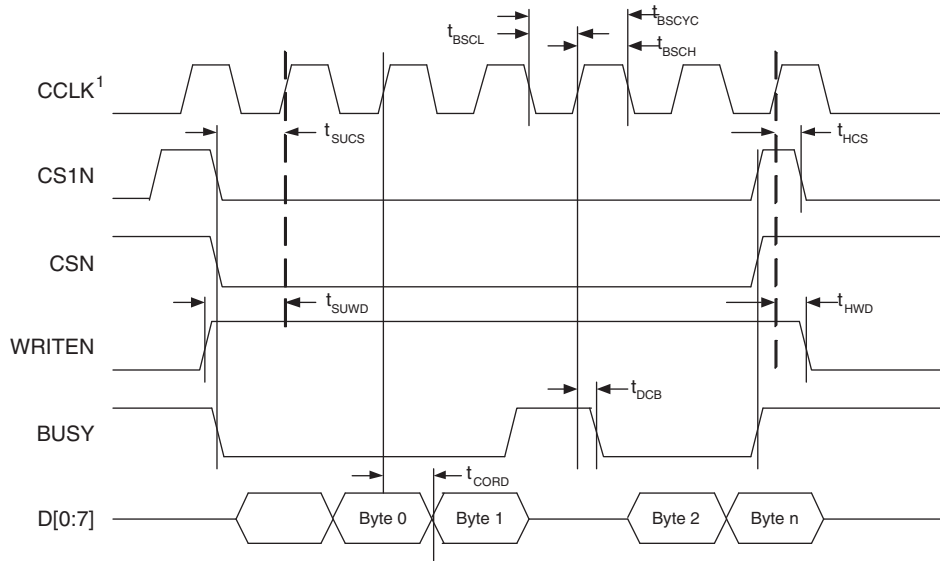 tBSCYC
tBSCL
tBSCH
CCLK1
tSUCS
tHCS
CS1N
CSN
tSUWD
tHWD
WRITEN
tDCB
BUSY
tCORD
D[0:7]
Byte 0
Byte 1
Byte 2
Byte n